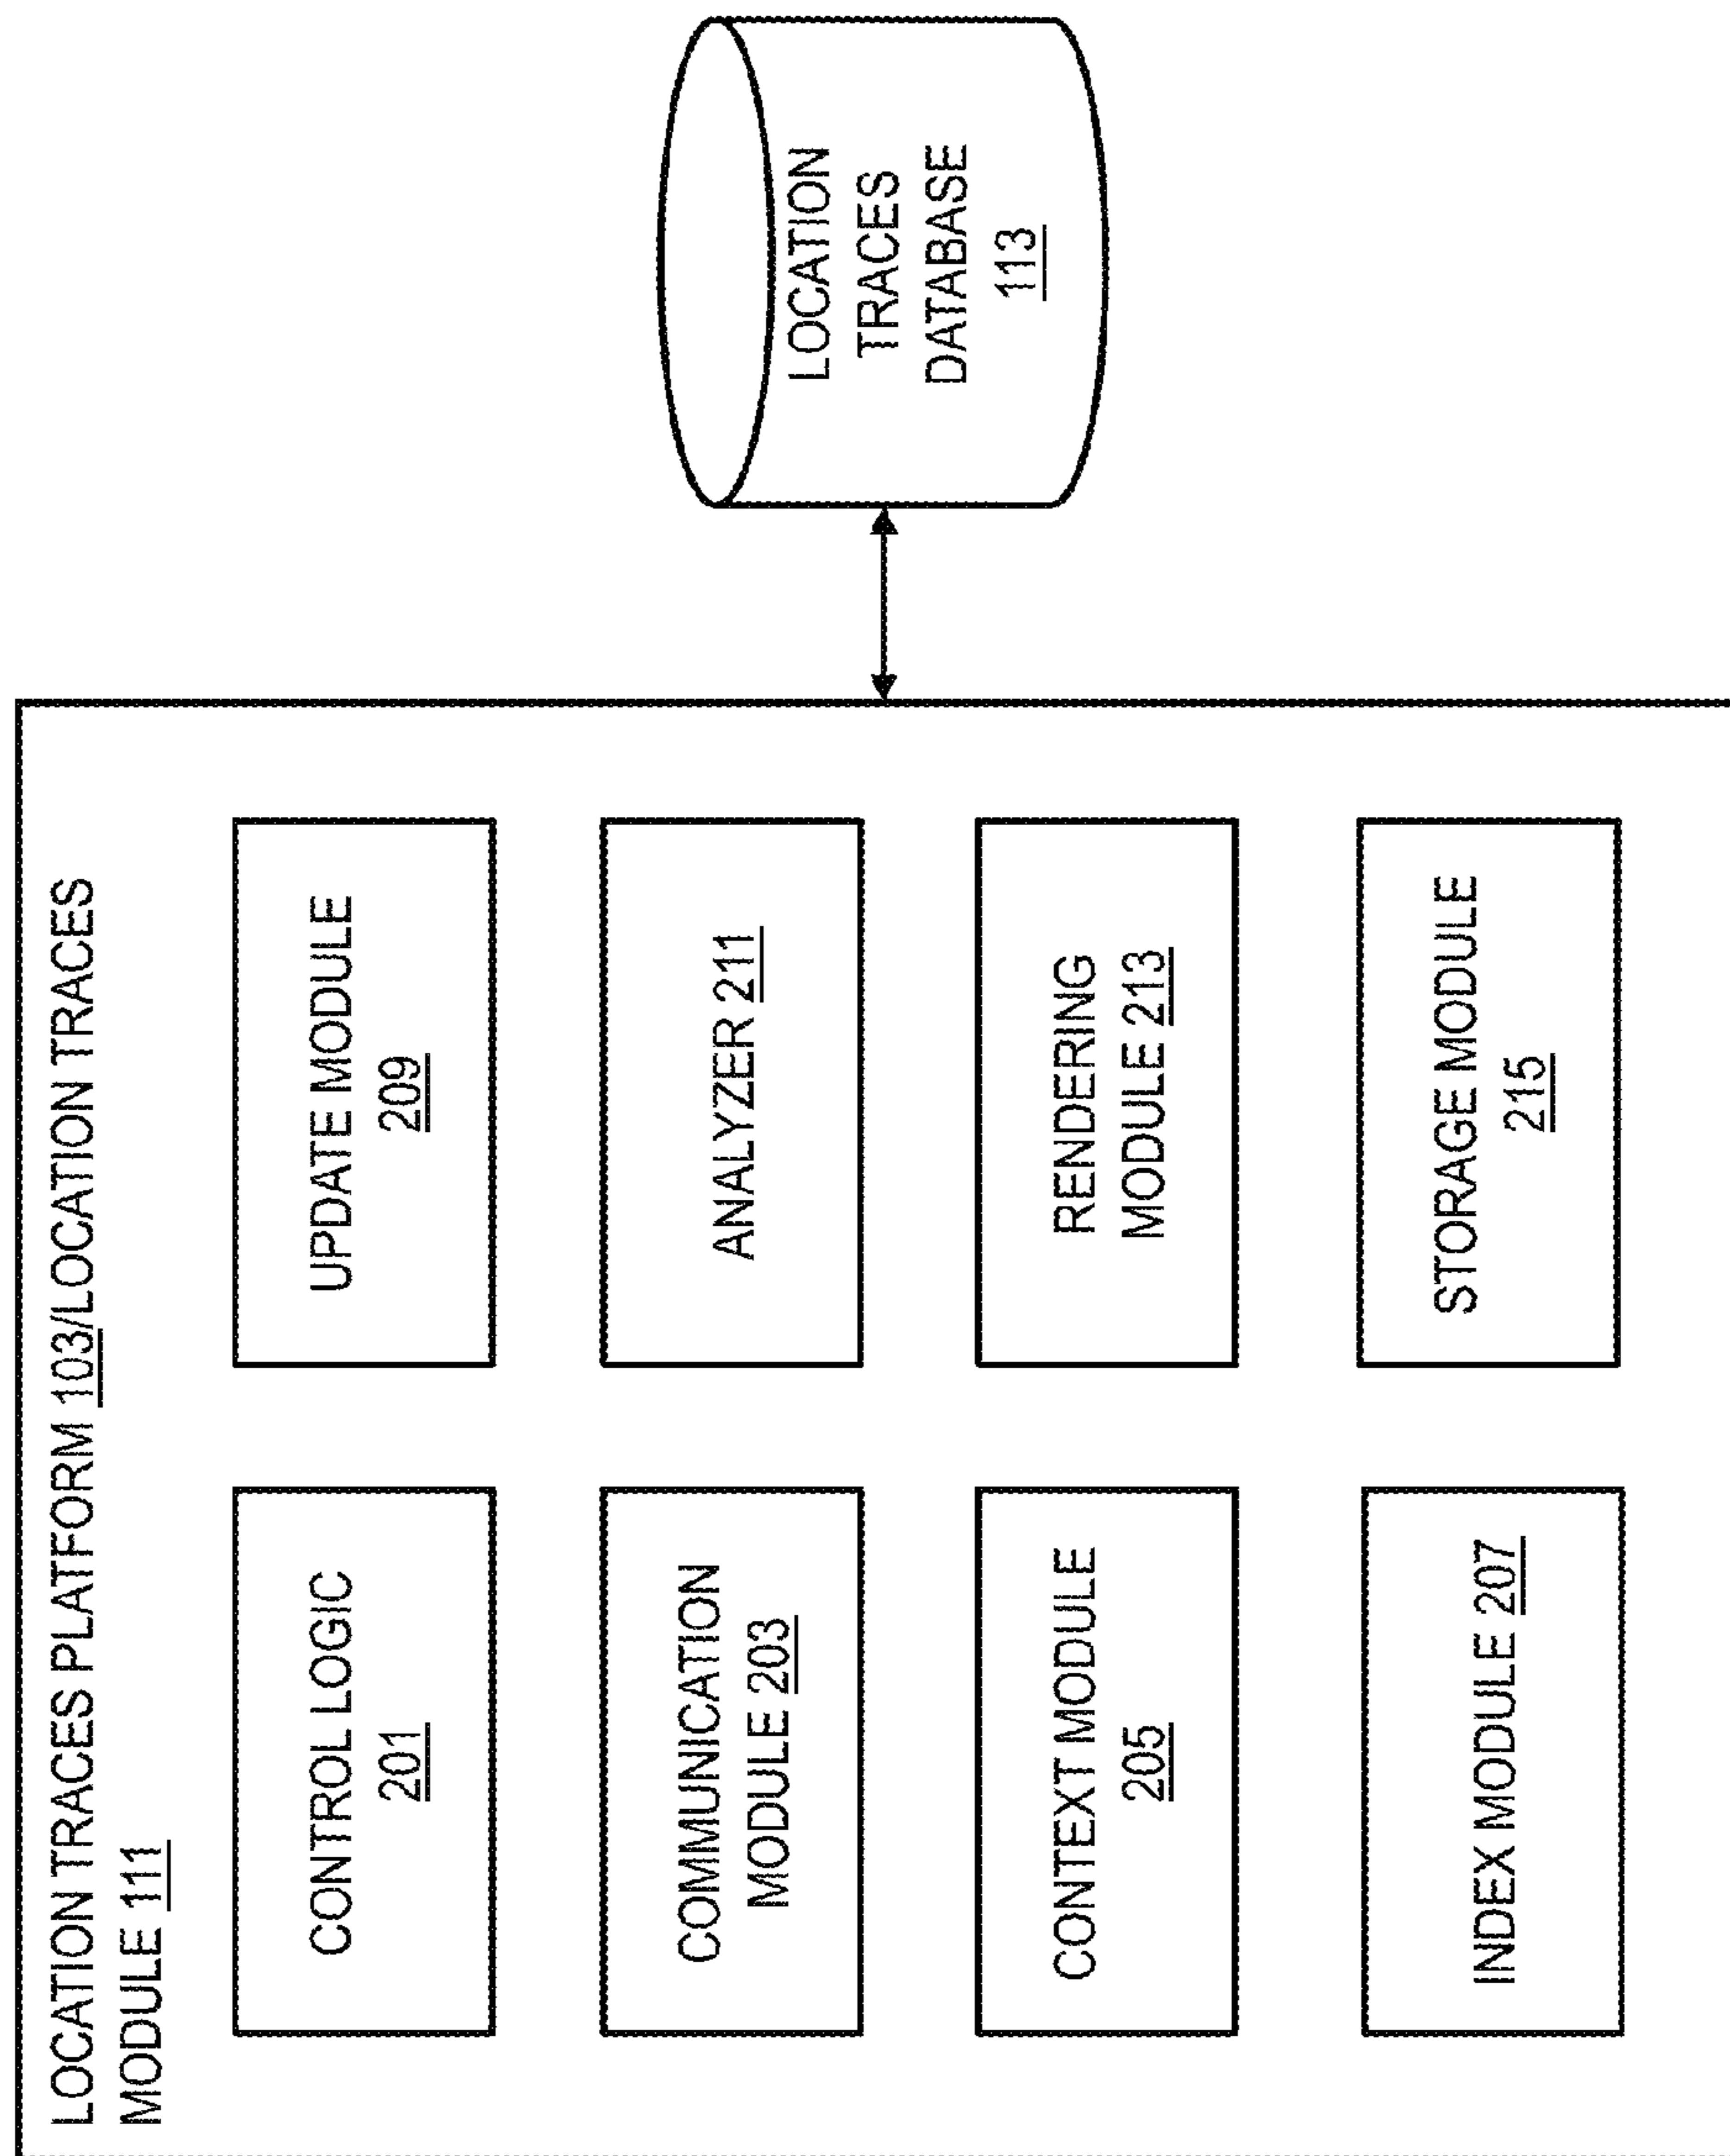 LOCATION TRACES PLATFORM 103/LOCATION TRACES
MODULE 111
CONTROL LOGIC
201
UPDATE MODULE
209
COMMUNICATION
MODULE 203
ANALYZER 211
CONTEXT MODULE
205
RENDERING
MODULE 213
INDEX MODULE 207
STORAGE MODULE
215
LOCATION
TRACES
DATABASE
113